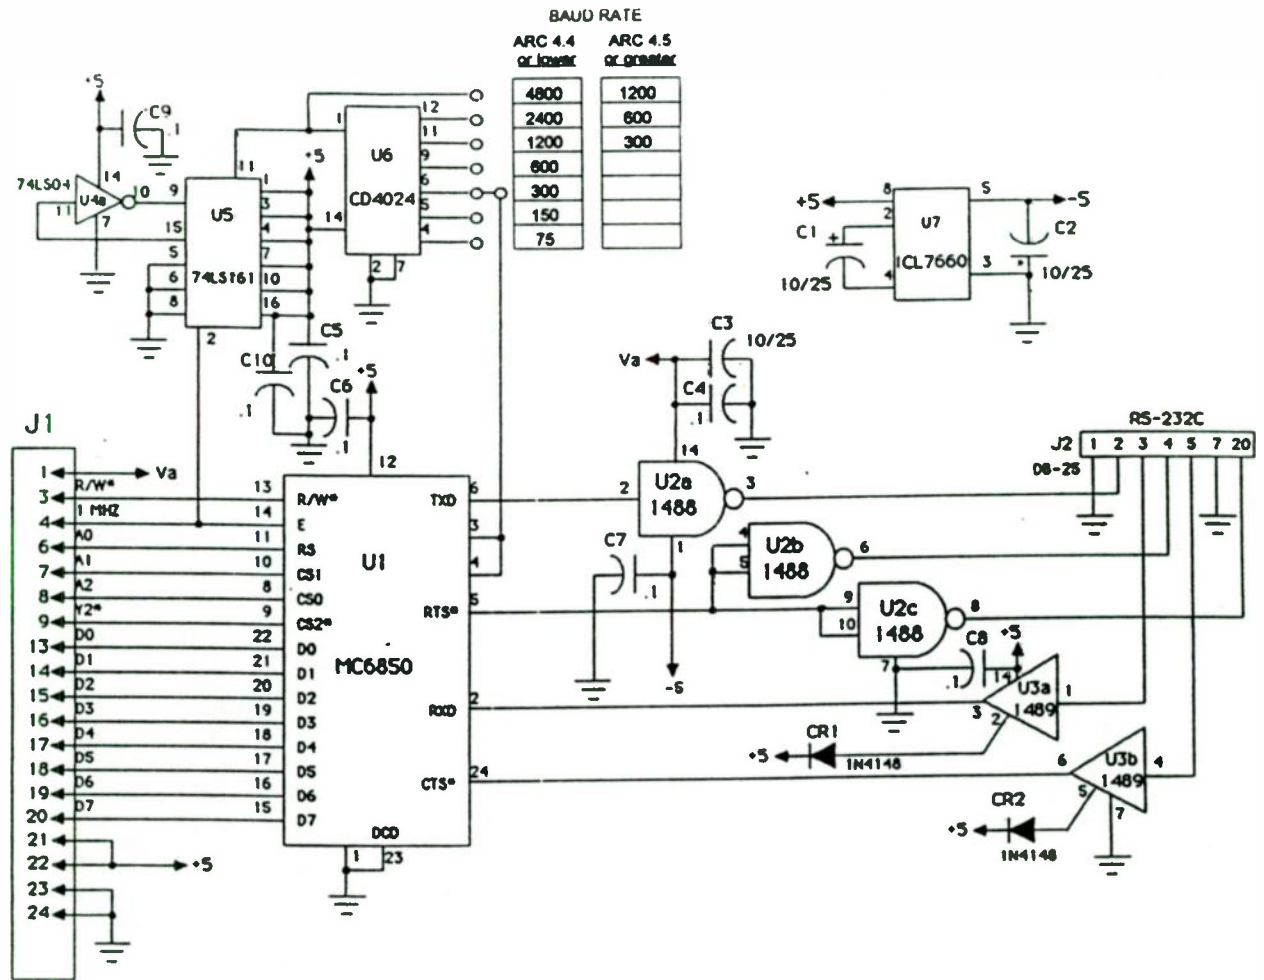 BAUD RATE
ARC 4.4 or lower
ARC 4.5 or greater
4800 1200
2400 600
1200 300
600
300
150
75
+5
C9
.1
74LS04
U4a
14
11
10
7
U5
74LS161
9
15
5
6
8
11
1
3
4
7
10
16
2
+5
U6
CD4024
1
14
12
11
9
6
5
4
2
7
C5
.1
C10
.1
C6
.1
+5
U7
ICL7660
+5
8
2
4
5
3
-5
C1
+
10/25
C2
10/25
Va
C3
10/25
C4
.1
J1
1 Va
3 R/W* 13 R/W*
4 1 MHZ 14 E
6 A0 11 RS
7 A1 10 CS1
8 A2 8 CS0
9 Y2* 9 CS2*
13 D0 22 D0
14 D1 21 D1
15 D2 20 D2
16 D3 19 D3
17 D4 18 D4
18 D5 17 D5
19 D6 16 D6
20 D7 15 D7
21
22 +5
23
24
U1
MC6850
12
TXD 6
3
4
RTS* 5
RXD 2
CTS* 24
DCD
1
23
U2a
1488
14
2
3
1
C7
.1
-5
U2b
1488
4
5
6
U2c
1488
9
10
8
7
C8
.1
+5
14
U3a
1489
1
3
2
CR1
+5
1N4148
U3b
1489
6
4
5
7
CR2
+5
1N4148
RS-232C
J2
1 2 3 4 5 7 20
DB-25